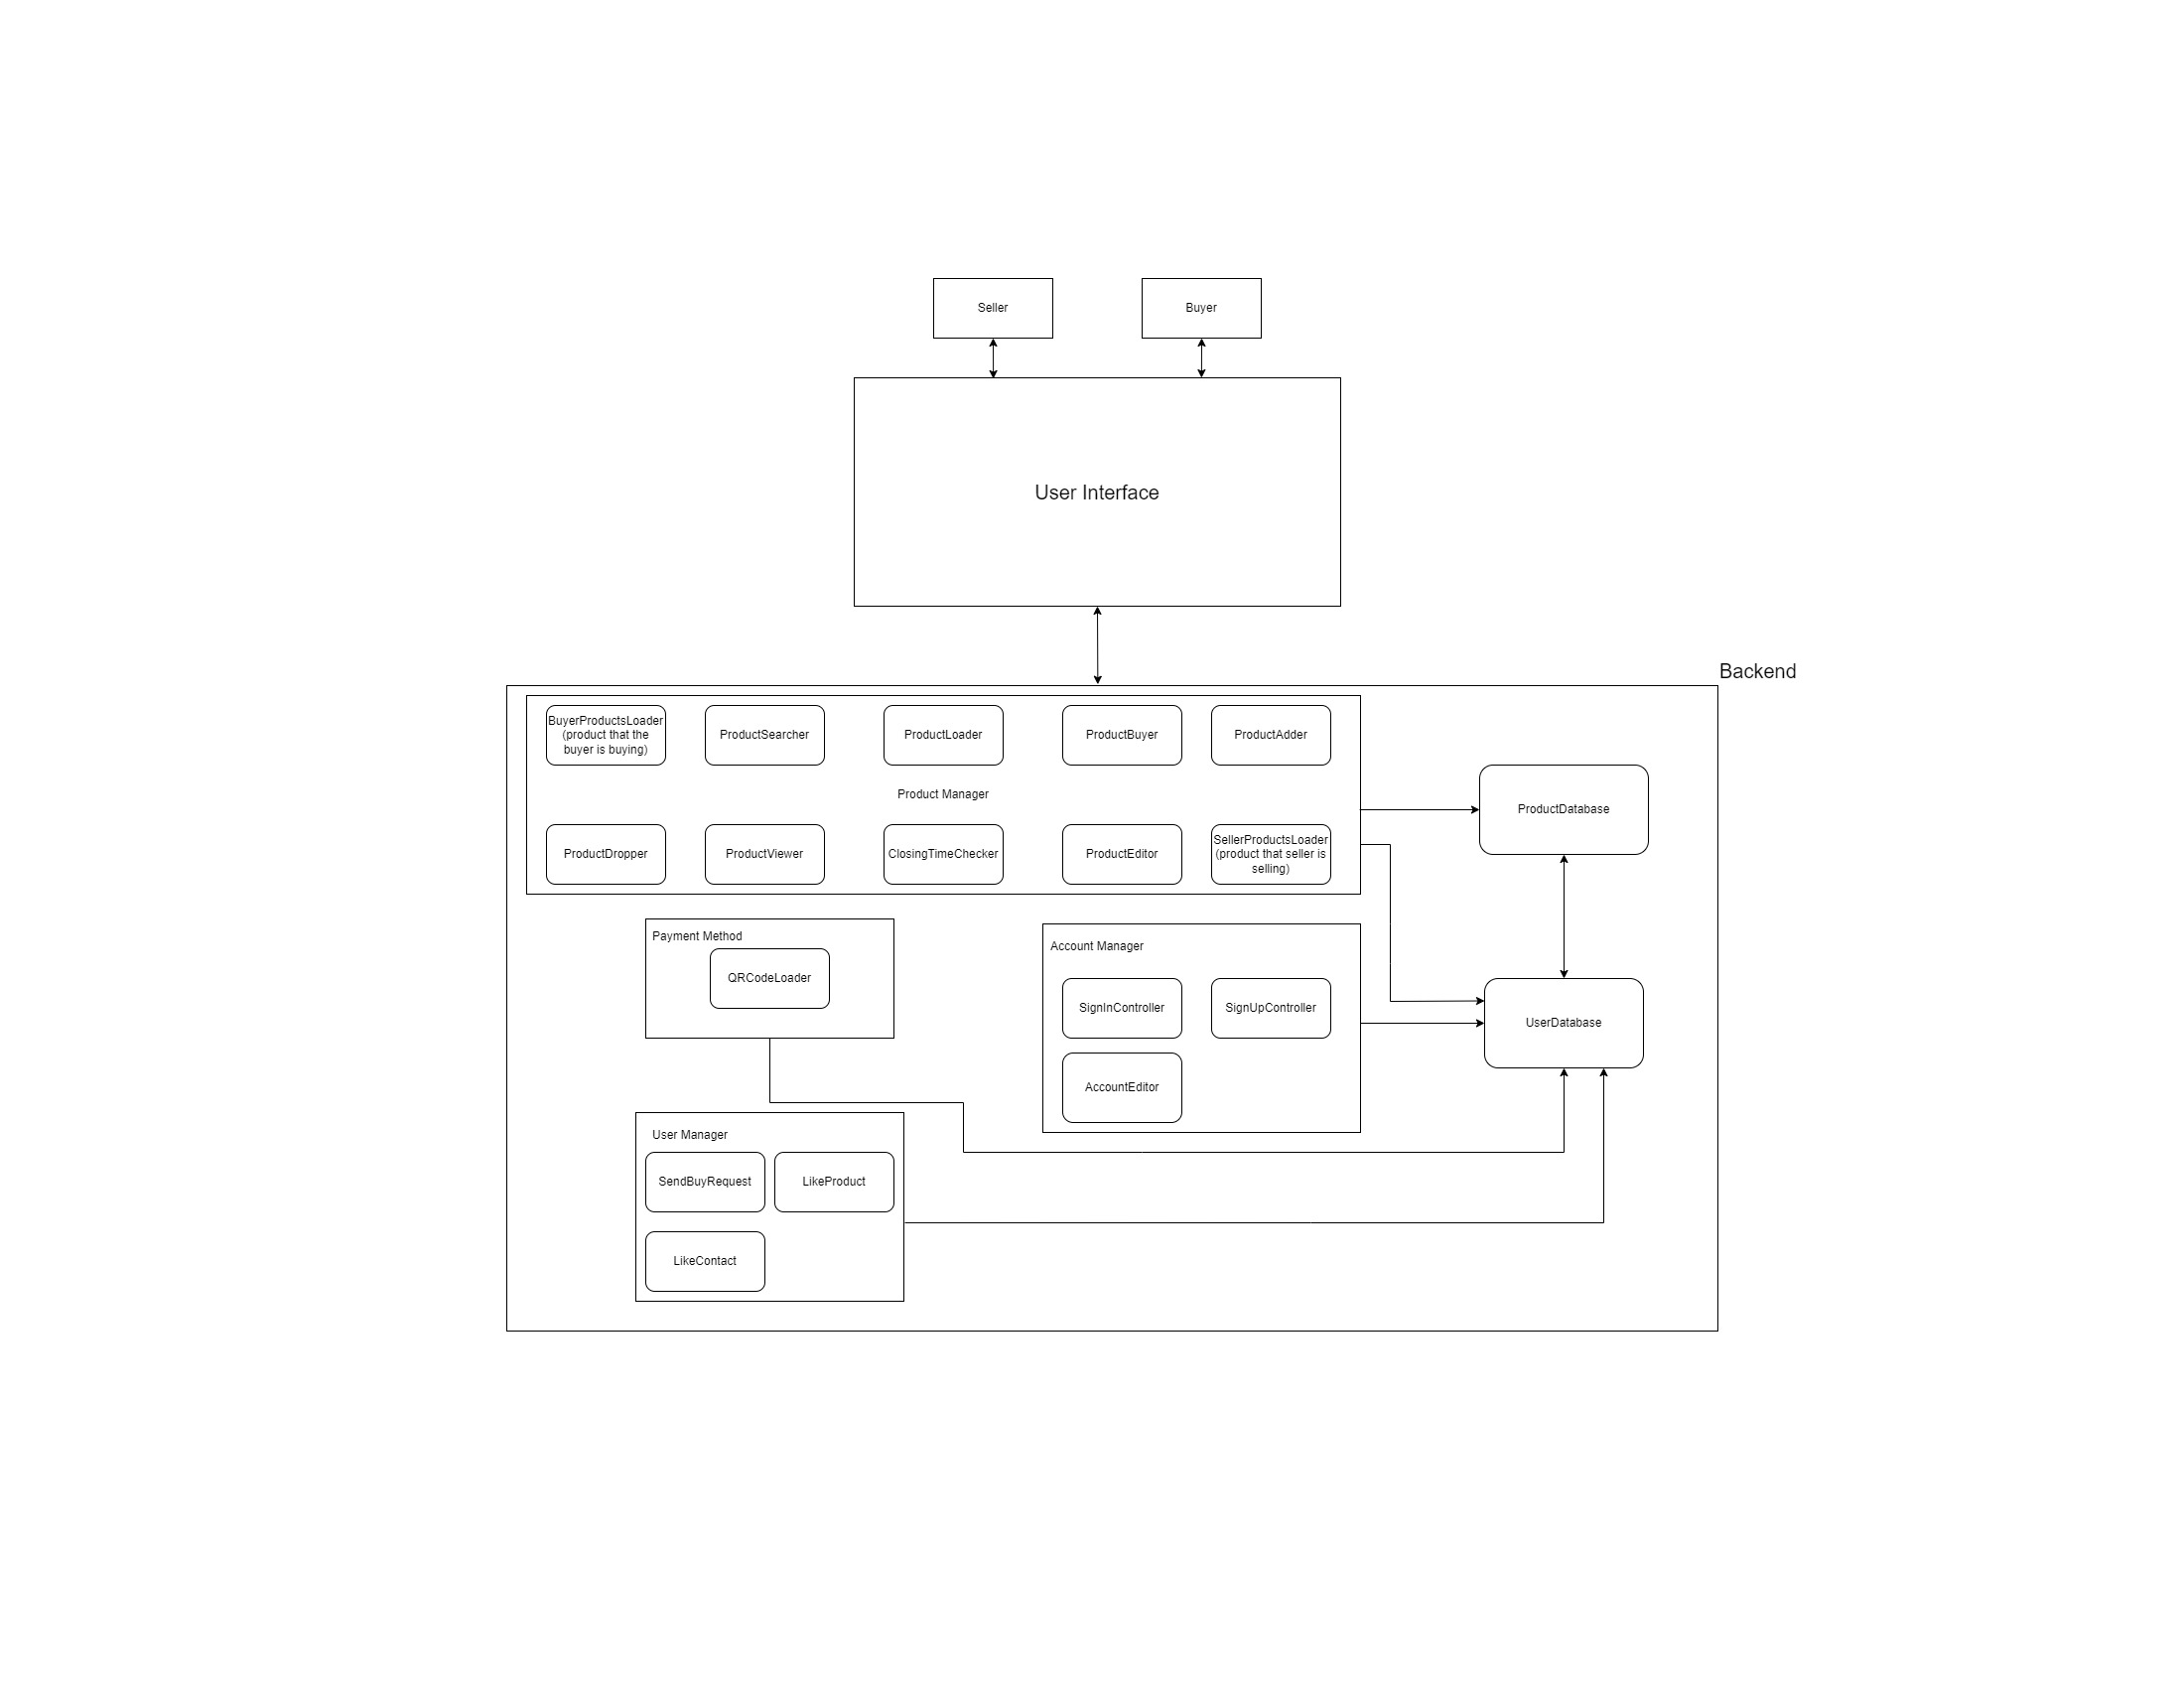 Seller
Buyer
User Interface
Backend
BuyerProductsLoader
(product that the
buyer is buying)
ProductSearcher
ProductLoader
ProductBuyer
ProductAdder
Product Manager
ProductDatabase
ProductDropper
ProductViewer
ClosingTimeChecker
ProductEditor
SellerProductsLoader
(product that seller is
selling)
Payment Method
QRCodeLoader
Account Manager
SignInController
SignUpController
UserDatabase
AccountEditor
User Manager
SendBuyRequest
LikeProduct
LikeContact